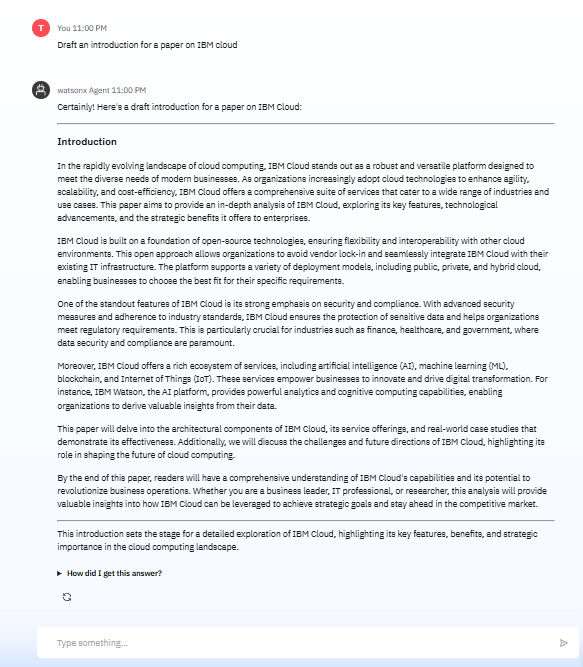 T
You 11:00 PM
Draft an introduction for a paper on IBM cloud
watsonx Agent 11:00 PM
Certainly! Here's a draft introduction for a paper on IBM Cloud:
Introduction
In the rapidly evolving landscape of cloud computing, IBM Cloud stands out as a robust and versatile platform designed to
meet the diverse needs of modern businesses. As organizations increasingly adopt cloud technologies to enhance agility,
scalability, and cost-efficiency, IBM Cloud offers a comprehensive suite of services that cater to a wide range of industries and
use cases. This paper aims to provide an in-depth analysis of IBM Cloud, exploring its key features, technological
advancements, and the strategic benefits it offers to enterprises.
IBM Cloud is built on a foundation of open-source technologies, ensuring flexibility and interoperability with other cloud
environments. This open approach allows organizations to avoid vendor lock-in and seamlessly integrate IBM Cloud with their
existing IT infrastructure. The platform supports a variety of deployment models, including public, private, and hybrid cloud,
enabling businesses to choose the best fit for their specific requirements.
One of the standout features of IBM Cloud is its strong emphasis on security and compliance. With advanced security
measures and adherence to industry standards, IBM Cloud ensures the protection of sensitive data and helps organizations
meet regulatory requirements. This is particularly crucial for industries such as finance, healthcare, and government, where
data security and compliance are paramount.
Moreover, IBM Cloud offers a rich ecosystem of services, including artificial intelligence (AI), machine learning (ML),
blockchain, and Internet of Things (IoT). These services empower businesses to innovate and drive digital transformation. For
instance, IBM Watson, the AI platform, provides powerful analytics and cognitive computing capabilities, enabling
organizations to derive valuable insights from their data.
This paper will delve into the architectural components of IBM Cloud, its service offerings, and real-world case studies that
demonstrate its effectiveness. Additionally, we will discuss the challenges and future directions of IBM Cloud, highlighting its
role in shaping the future of cloud computing.
By the end of this paper, readers will have a comprehensive understanding of IBM Cloud's capabilities and its potential to
revolutionize business operations. Whether you are a business leader, IT professional, or researcher, this analysis will provide
valuable insights into how IBM Cloud can be leveraged to achieve strategic goals and stay ahead in the competitive market.
This introduction sets the stage for a detailed exploration of IBM Cloud, highlighting its key features, benefits, and strategic
importance in the cloud computing landscape.
How did I get this answer?
Type something...